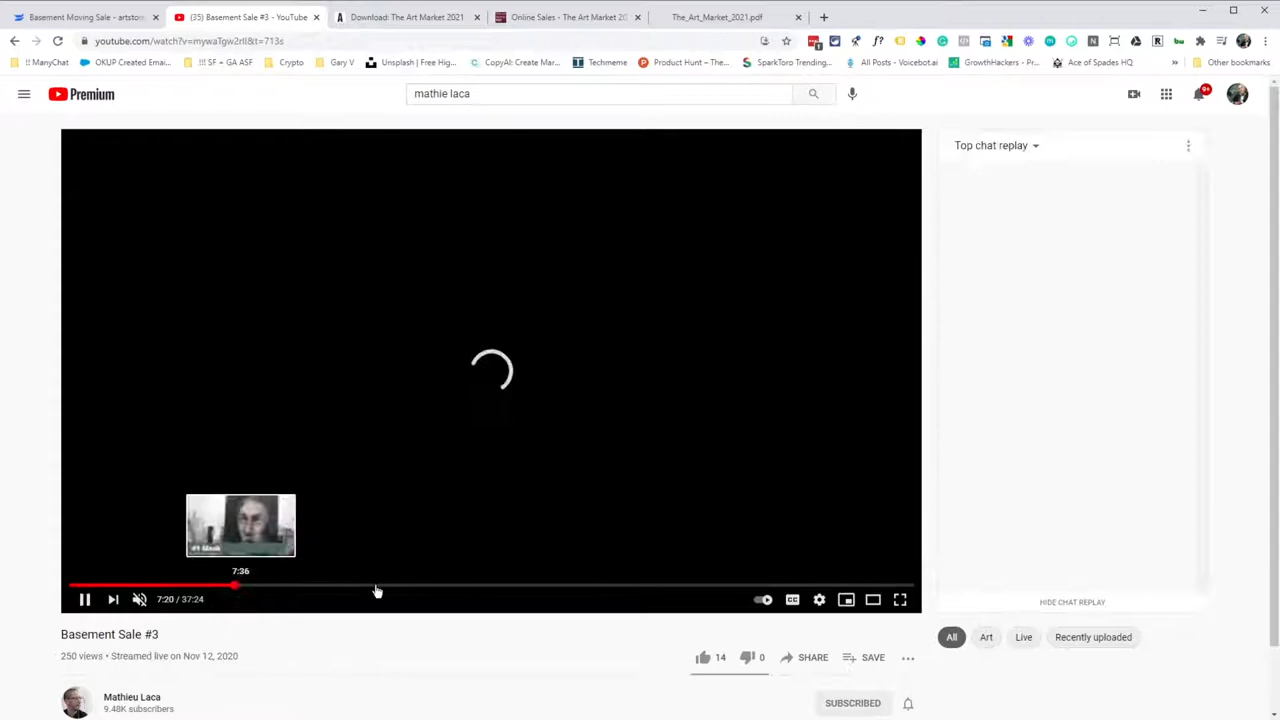 Basement Moving Sale - artstor
(35) Basement Sale #3 - YouTube
Download: The Art Market 2021
Online Sales - The Art Market 20
The_Art_Market_2021.pdf
youtube.com/watch?v=mywaTgw2rII&t=713s
!! ManyChat
OKUP Created Emai...
!!! SF + GA ASF
Crypto
Gary V
Unsplash | Free Hig...
CopyAI: Create Mar...
Techmeme
Product Hunt – The...
SparkToro Trending...
All Posts - Voicebot.ai
GrowthHackers - Pr...
Ace of Spades HQ
Other bookmarks
Premium
mathie laca
9+
Top chat replay
7:36
7:20 / 37:24
HIDE CHAT REPLAY
Basement Sale #3
250 views • Streamed live on Nov 12, 2020
14
0
SHARE
SAVE
All
Art
Live
Recently uploaded
Mathieu Laca
9.48K subscribers
SUBSCRIBED